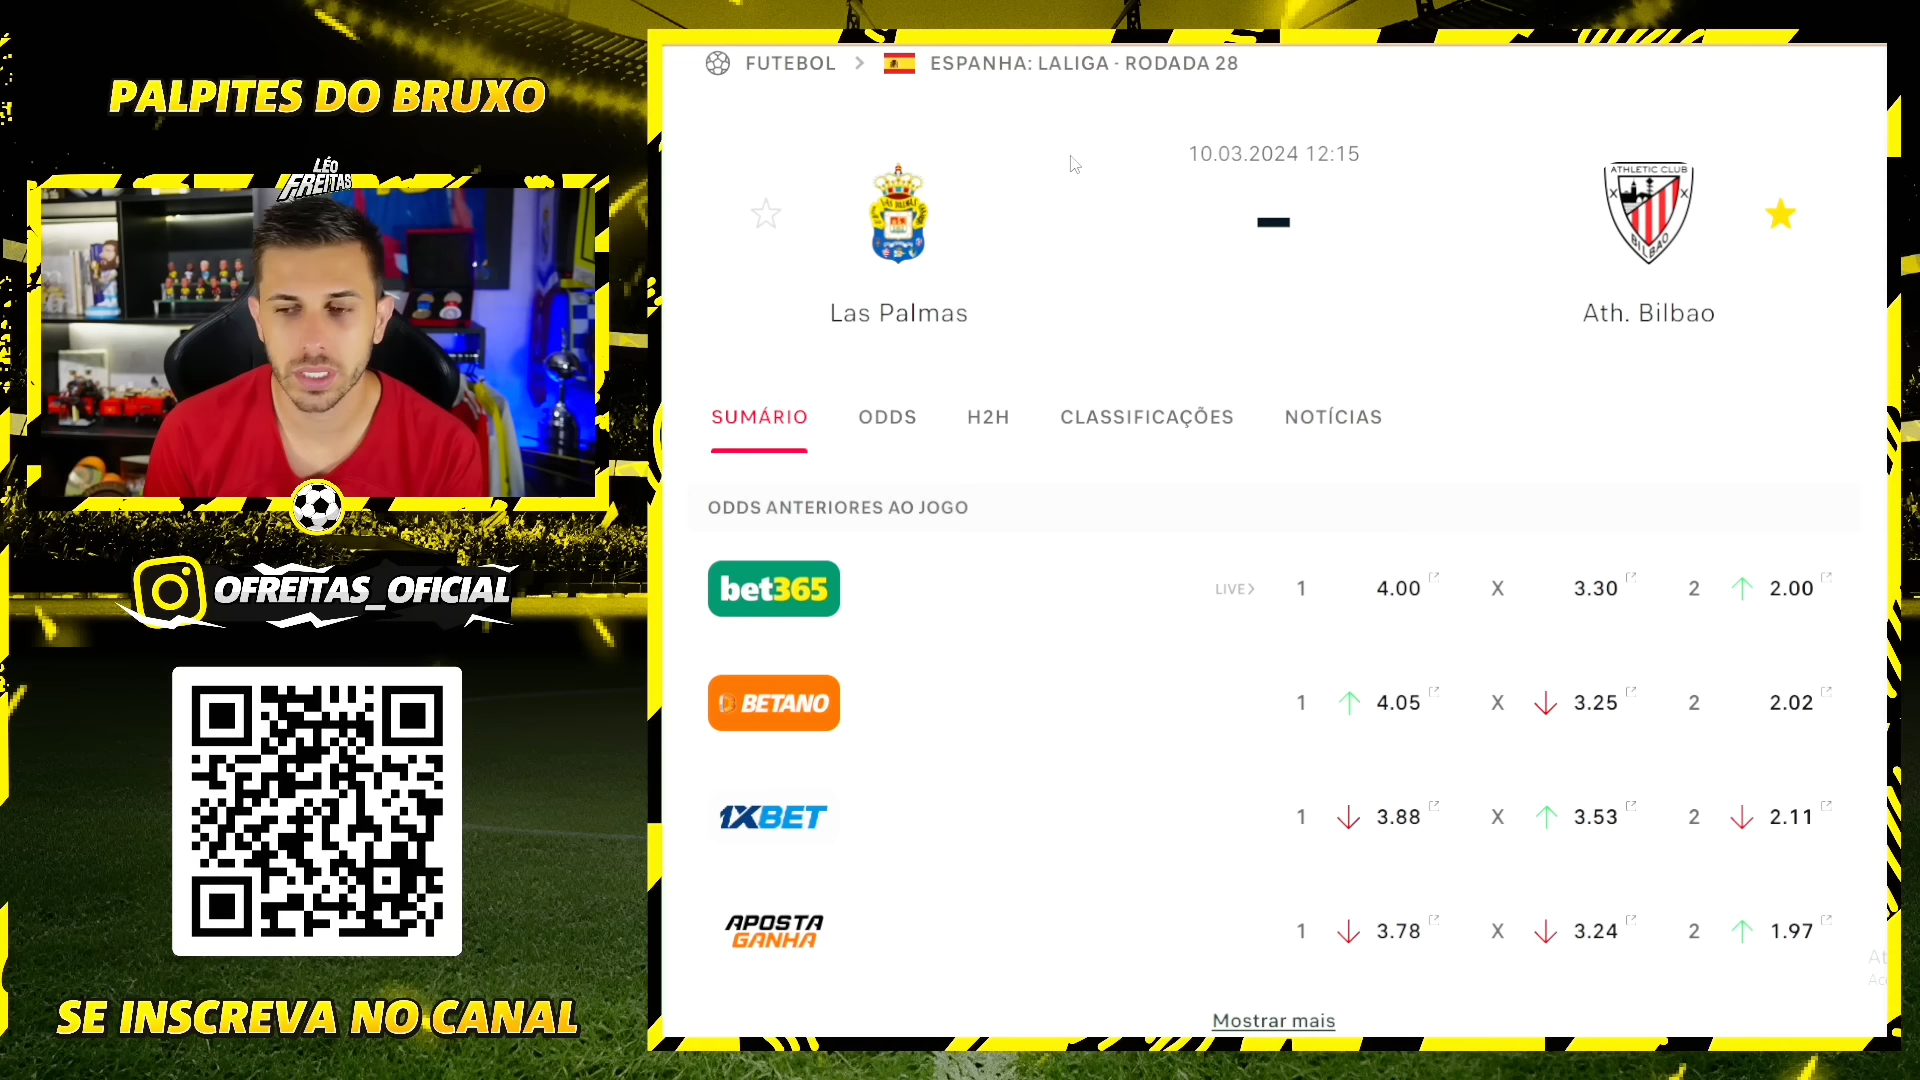 PALPITES DO BRUXO
LÉO
FREITAS
OFREITAS_OFICIAL
SE INSCREVA NO CANAL
FUTEBOL > ESPANHA: LALIGA - RODADA 28
10.03.2024 12:15
ATHLETIC CLUB
BILBAO
LAS PALMAS
Las Palmas
Ath. Bilbao
SUMÁRIO ODDS H2H CLASSIFICAÇÕES NOTÍCIAS
ODDS ANTERIORES AO JOGO
bet365 LIVE> 1 4.00 X 3.30 2 2.00
BETANO 1 4.05 X 3.25 2 2.02
1XBET 1 3.88 X 3.53 2 2.11
APOSTA
GANHA 1 3.78 X 3.24 2 1.97
Mostrar mais